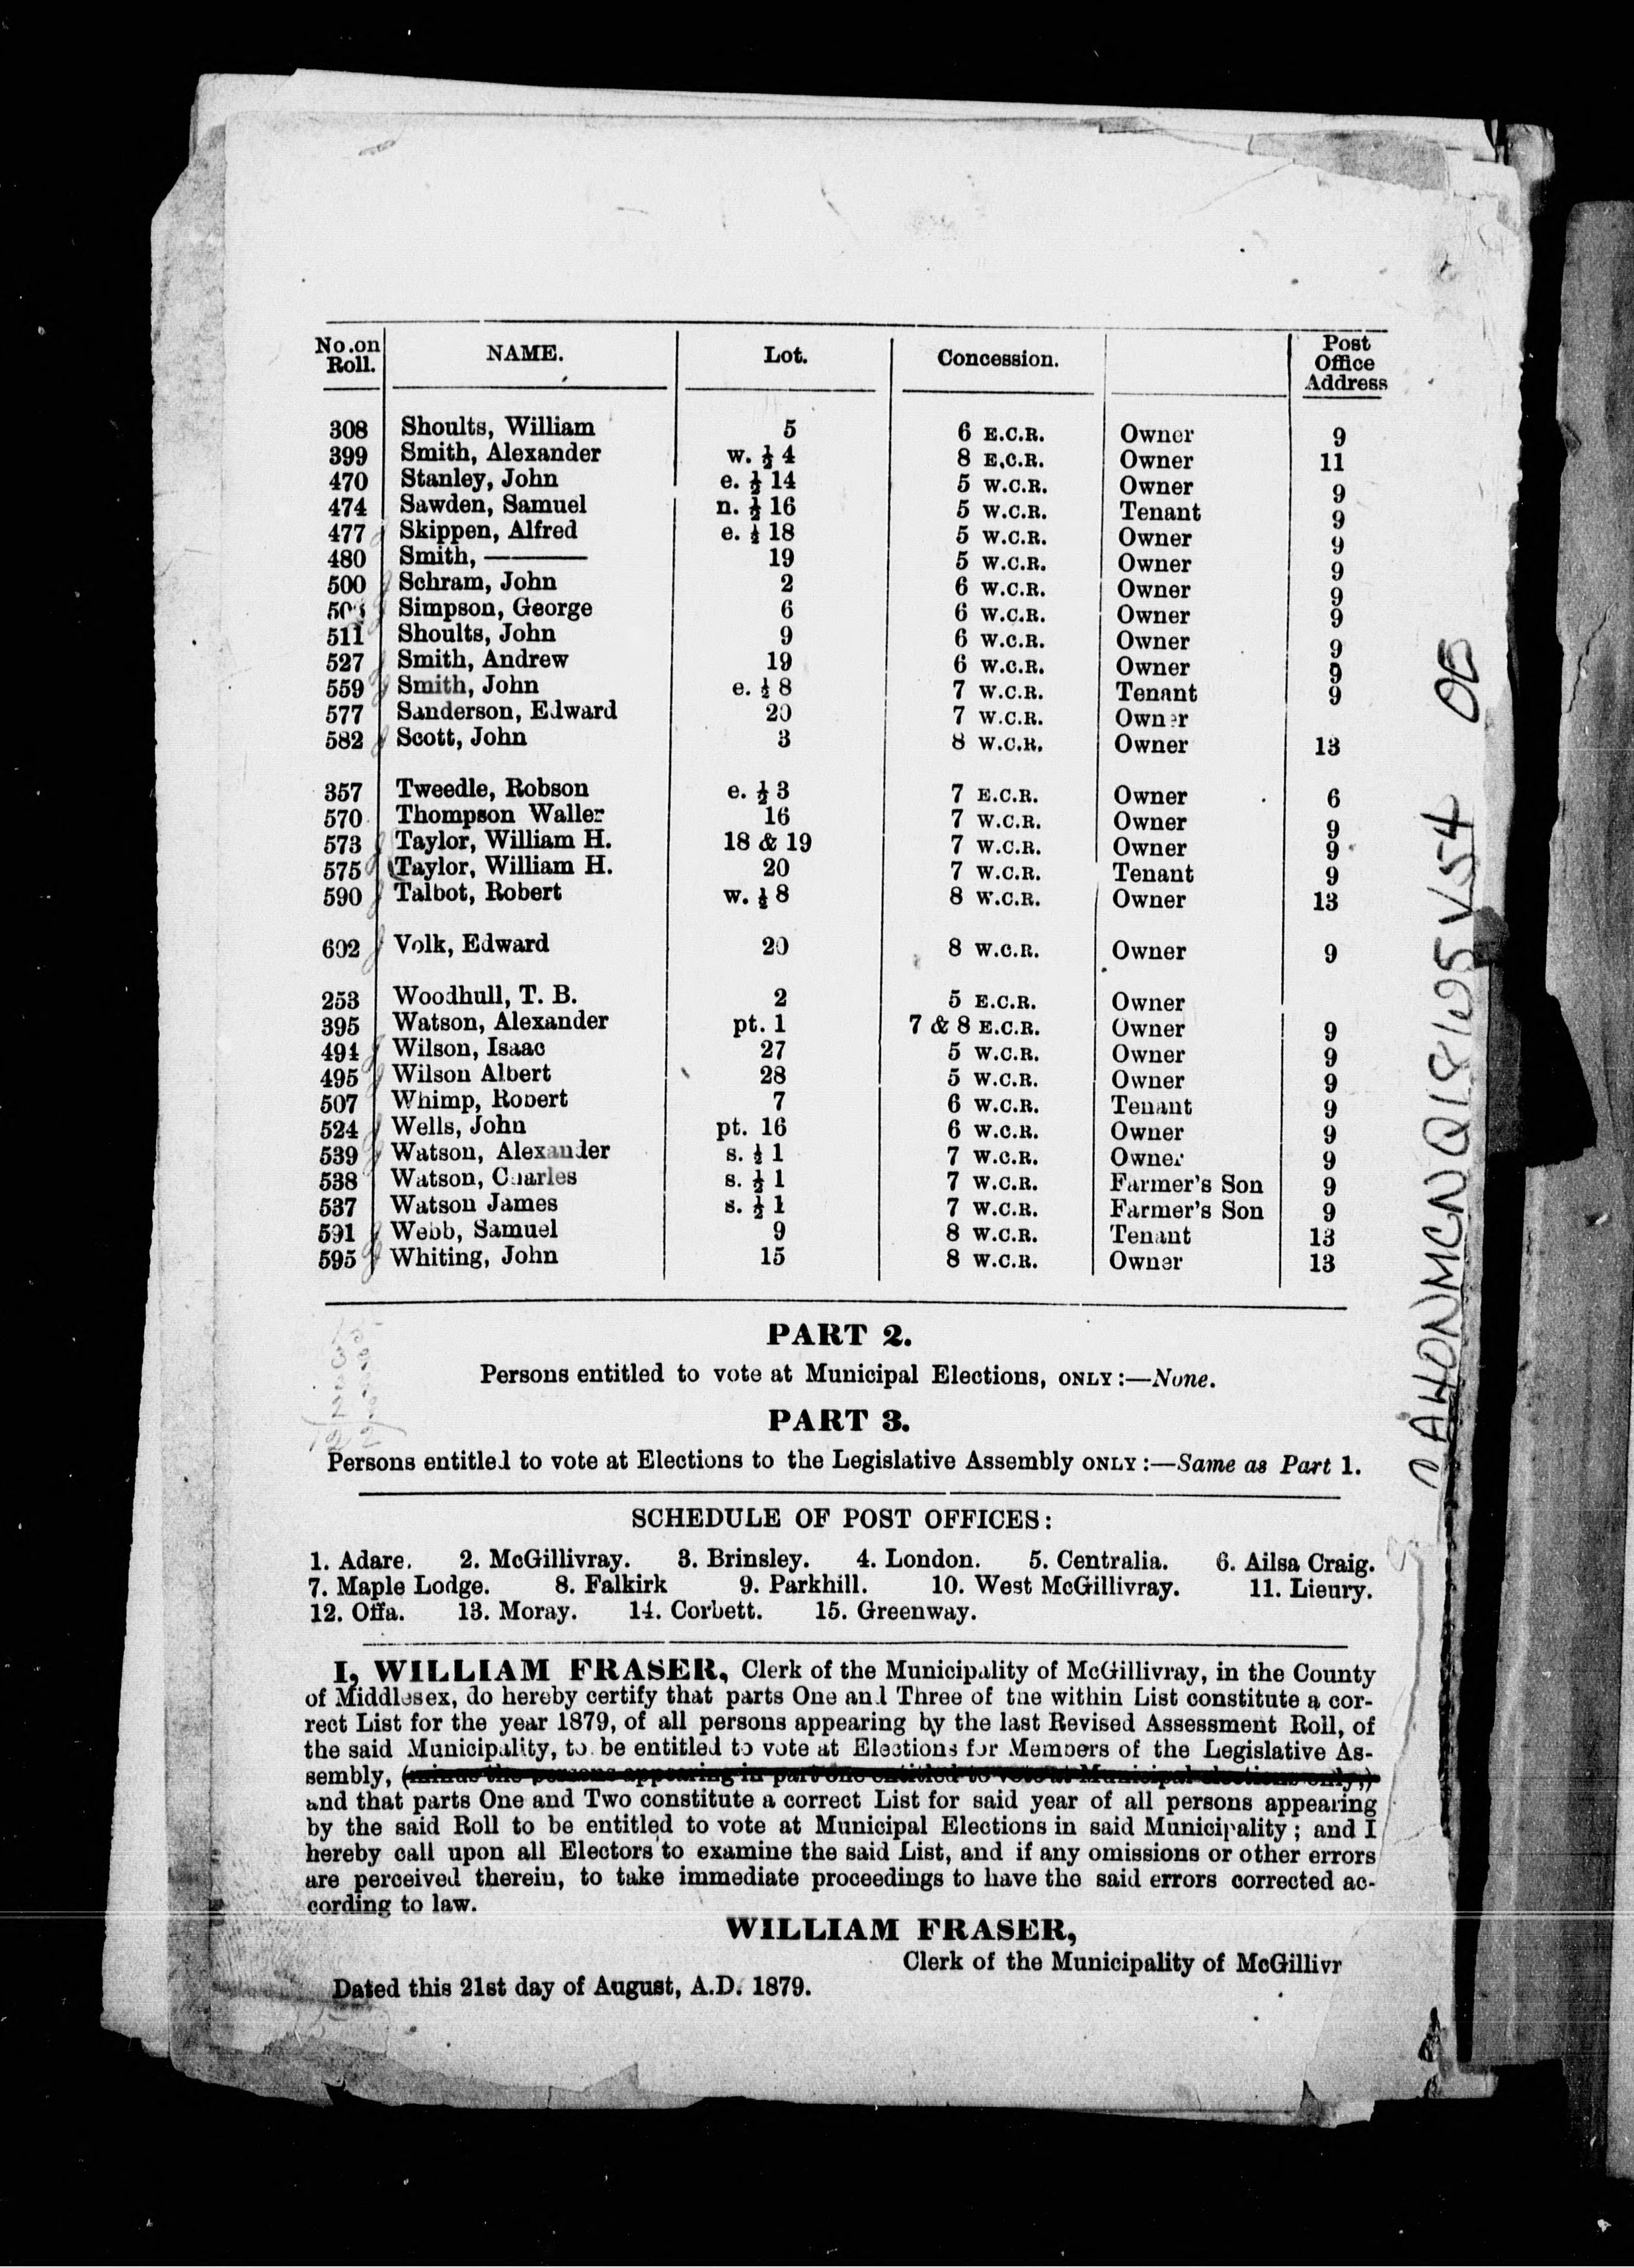 No.on Roll. NAME. Lot. Concession. Post Office Address
308 Shoults, William 5 6 E.C.R. Owner 9
399 Smith, Alexander w. ½ 4 8 E.C.R. Owner 11
470 Stanley, John e. ½ 14 5 W.C.R. Owner 9
474 Sawden, Samuel n. ½ 16 5 W.C.R. Tenant 9
477 Skippen, Alfred e. ½ 18 5 W.C.R. Owner 9
480 Smith, ——— 19 5 W.C.R. Owner 9
500 Schram, John 2 6 W.C.R. Owner 9
Simpson, George 6 6 W.C.R. Owner 9
511 Shoults, John 9 6 W.C.R. Owner 9
527 Smith, Andrew 19 6 W.C.R. Owner 9
559 Smith, John e. ½ 8 7 W.C.R. Tenant 9
577 Sanderson, Edward 20 7 W.C.R. Owner
582 Scott, John 3 8 W.C.R. Owner 13
357 Tweedle, Robson e. ½ 3 7 E.C.R. Owner 6
570 Thompson Waller 16 7 W.C.R. Owner 9
573 Taylor, William H. 18 & 19 7 W.C.R. Owner 9
575 Taylor, William H. 20 7 W.C.R. Tenant 9
590 Talbot, Robert w. ½ 8 8 W.C.R. Owner 13
602 Volk, Edward 20 8 W.C.R. Owner 9
253 Woodhull, T. B. 2 5 E.C.R. Owner
395 Watson, Alexander pt. 1 7 & 8 E.C.R. Owner 9
494 Wilson, Isaac 27 5 W.C.R. Owner 9
495 Wilson Albert 28 5 W.C.R. Owner 9
507 Whimp, Robert 7 6 W.C.R. Tenant 9
524 Wells, John pt. 16 6 W.C.R. Owner 9
539 Watson, Alexander s. ½ 1 7 W.C.R. Owner 9
538 Watson, Charles s. ½ 1 7 W.C.R. Farmer's Son 9
537 Watson James s. ½ 1 7 W.C.R. Farmer's Son 9
591 Webb, Samuel 9 8 W.C.R. Tenant 13
595 Whiting, John 15 8 W.C.R. Owner 13
PART 2.
Persons entitled to vote at Municipal Elections, ONLY :—None.
PART 3.
Persons entitled to vote at Elections to the Legislative Assembly ONLY :—Same as Part 1.
SCHEDULE OF POST OFFICES:
1. Adare. 2. McGillivray. 3. Brinsley. 4. London. 5. Centralia. 6. Ailsa Craig.
7. Maple Lodge. 8. Falkirk 9. Parkhill. 10. West McGillivray. 11. Lieury.
12. Offa. 13. Moray. 14. Corbett. 15. Greenway.
I, WILLIAM FRASER, Clerk of the Municipality of McGillivray, in the County
of Middlesex, do hereby certify that parts One and Three of the within List constitute a cor-
rect List for the year 1879, of all persons appearing by the last Revised Assessment Roll, of
the said Municipality, to be entitled to vote at Elections for Members of the Legislative As-
sembly, (minus the persons appearing in part one entitled to vote at Municipal elections only,)
and that parts One and Two constitute a correct List for said year of all persons appearing
by the said Roll to be entitled to vote at Municipal Elections in said Municipality ; and I
hereby call upon all Electors to examine the said List, and if any omissions or other errors
are perceived therein, to take immediate proceedings to have the said errors corrected ac-
cording to law.
WILLIAM FRASER,
Clerk of the Municipality of McGillivr
Dated this 21st day of August, A.D. 1879.